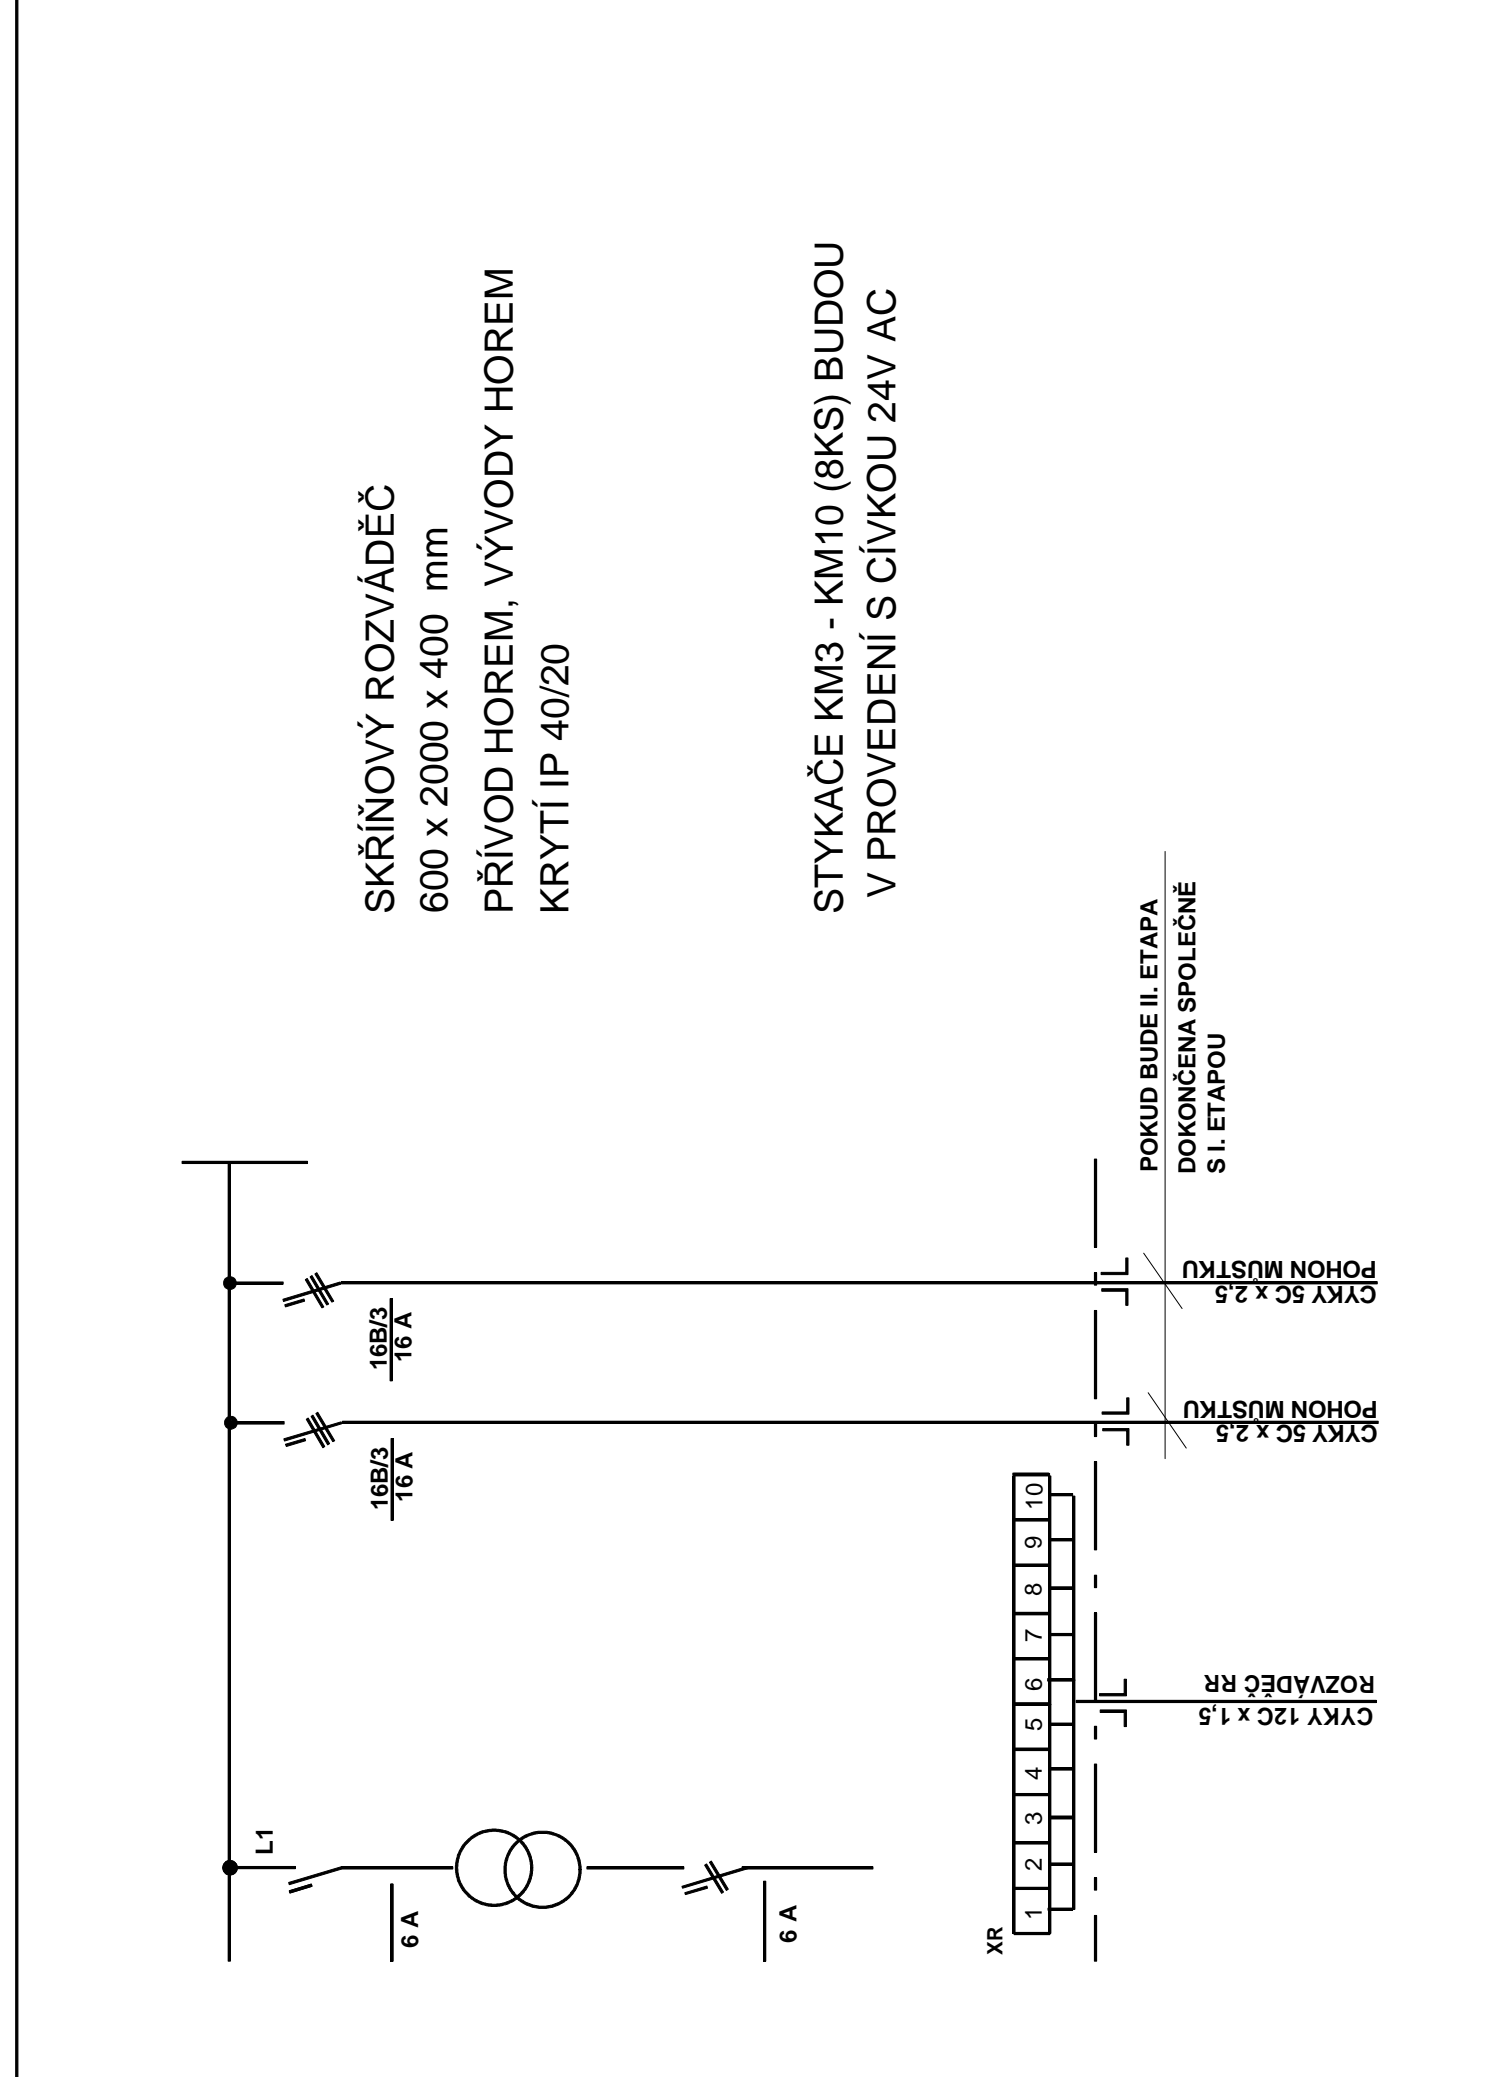 SKŘÍŇOVÝ ROZVÁDĚČ
600 x 2000 x 400 mm
PŘÍVOD HOREM, VÝVODY HOREM
KRYTÍ IP 40/20
STYKAČE KM3 - KM10 (8KS) BUDOU
V PROVEDENÍ S CÍVKOU 24V AC
L1
6 A
6 A
16B/3
16 A
16B/3
16 A
XR
1 2 3 4 5 6 7 8 9 10
POKUD BUDE II. ETAPA
DOKONČENA SPOLEČNĚ
S I. ETAPOU
CYKY 12C x 1,5
ROZVÁDĚČ RR
CYKY 5C x 2,5
POHON MŮSTKU
CYKY 5C x 2,5
POHON MŮSTKU